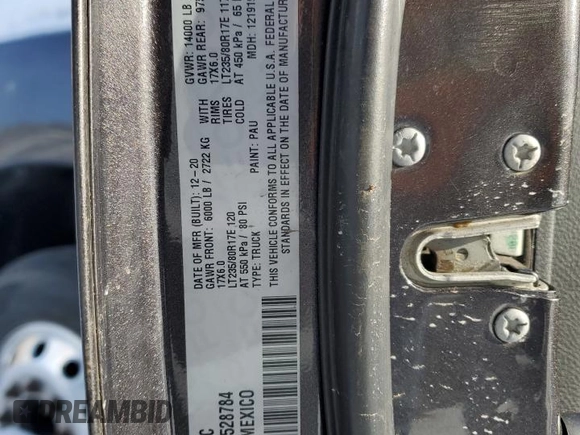 DATE OF MFR (BUILT): 12-20 GVWR: 14000 LB
GAWR FRONT: 6000 LB / 2722 KG WITH GAWR REAR:
17X6.0 RIMS 17X6.0
LT235/80R17E 120 TIRES LT235/80R17E
AT 550 kPa / 80 PSI COLD AT 450 kPa / 65
TYPE: TRUCK MDH:
PAINT: PAU
THIS VEHICLE CONFORMS TO ALL APPLICABLE U.S.A. FEDERAL
STANDARDS IN EFFECT ON THE DATE OF MANUFACTURE
528784
MEXICO
DREAMBID